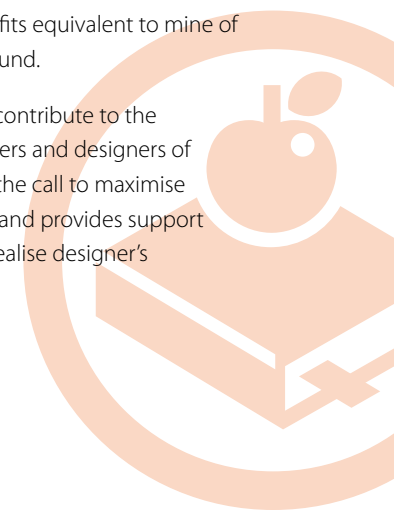 fits equivalent to mine of
und.
contribute to the
ers and designers of
the call to maximise
and provides support
ealise designer's